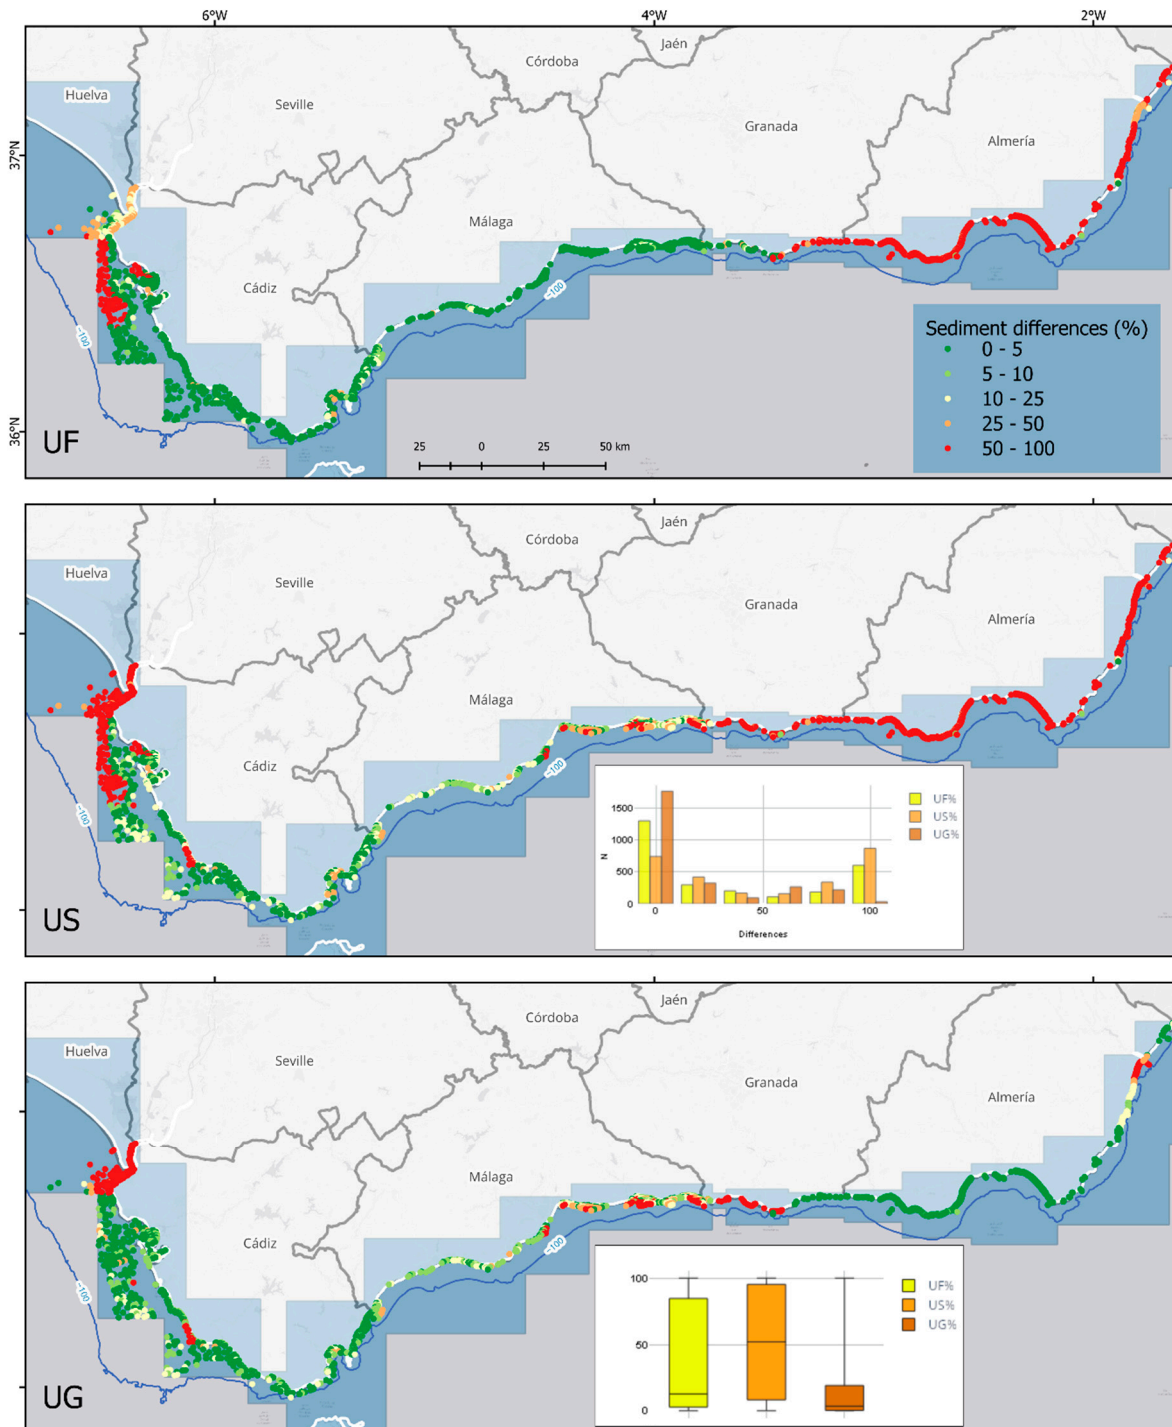 6°W 4°W 2°W
Jaén
Córdoba
Huelva
Seville
Granada
Almería
37°N
Málaga
Cádiz
-100
-100
Sediment differences (%)
0 - 5
5 - 10
10 - 25
25 - 50
50 - 100
36°N
UF
25 0 25 50 km
Jaén
Córdoba
Huelva
Seville
Granada
Almería
Málaga
Cádiz
-100
-100
1500
1000
500
0
N
0 50 100
Differences
UF%
US%
UG%
US
Jaén
Córdoba
Huelva
Seville
Granada
Almería
Málaga
Cádiz
-100
-100
100
50
0
UF%
US%
UG%
UG